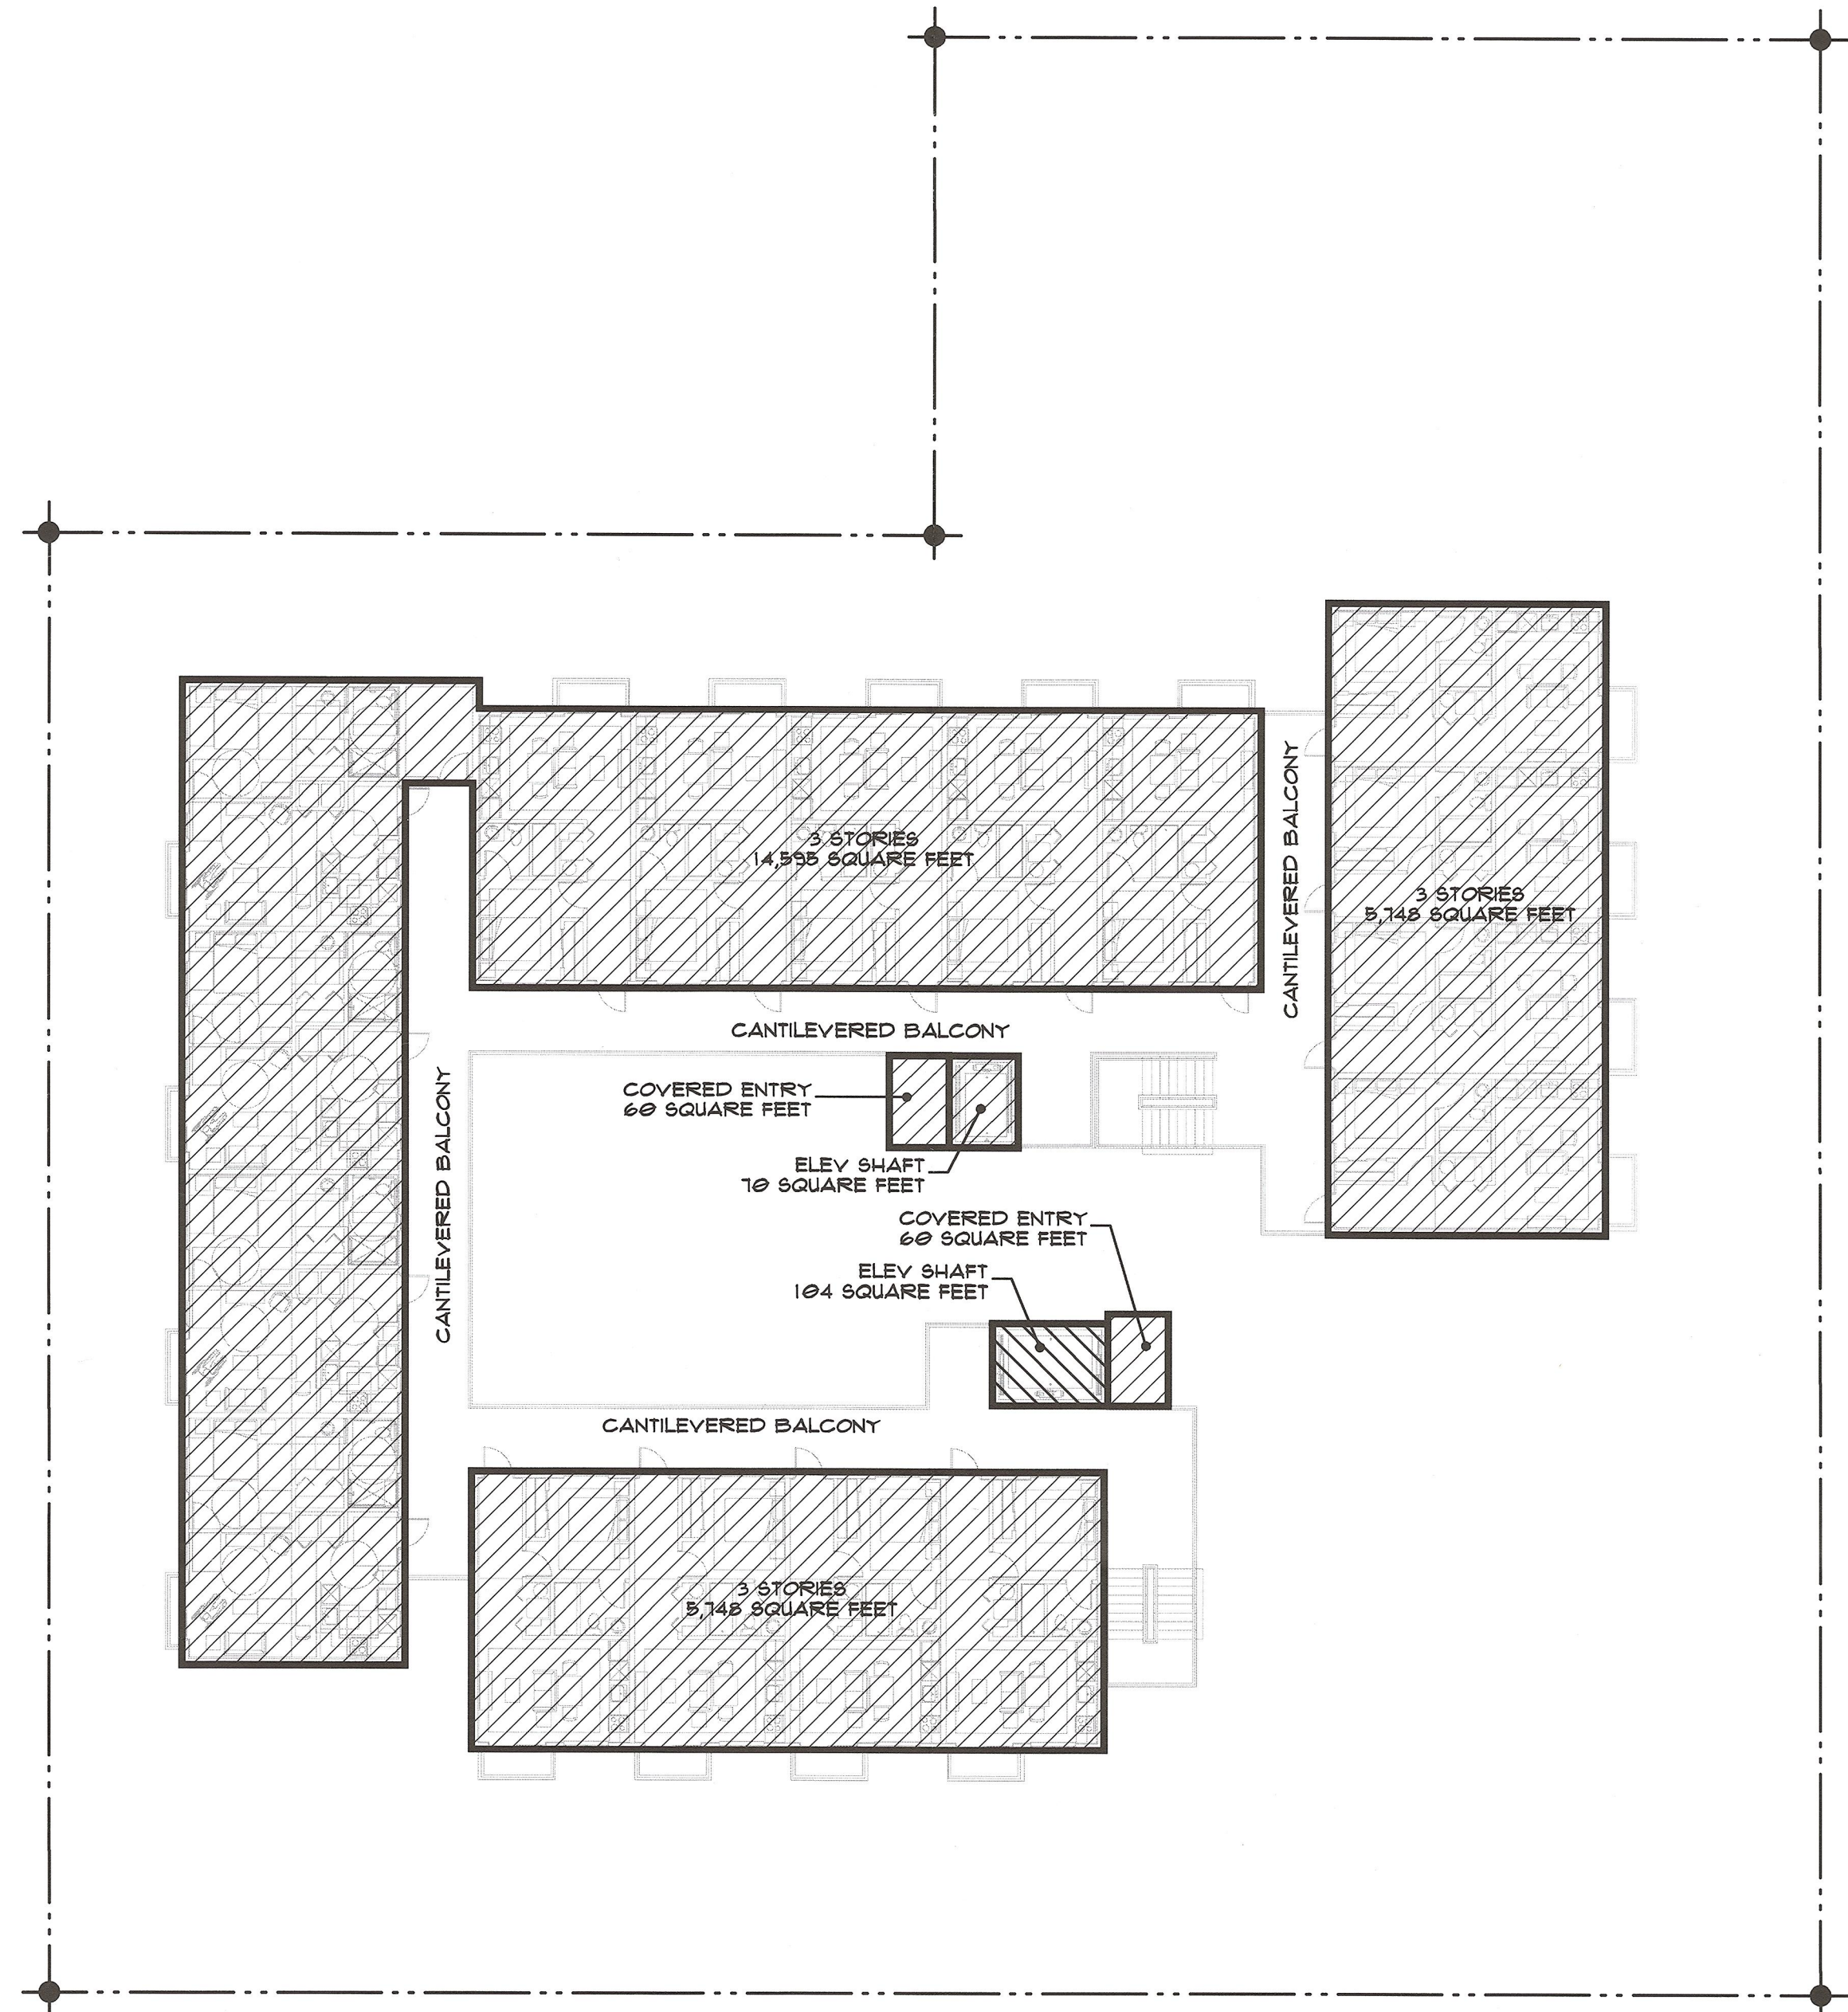 3 STORIES
14,595 SQUARE FEET
CANTILEVERED BALCONY
3 STORIES
5,748 SQUARE FEET
CANTILEVERED BALCONY
COVERED ENTRY
60 SQUARE FEET
CANTILEVERED BALCONY
ELEV SHAFT
70 SQUARE FEET
COVERED ENTRY
60 SQUARE FEET
ELEV SHAFT
104 SQUARE FEET
CANTILEVERED BALCONY
3 STORIES
5,748 SQUARE FEET